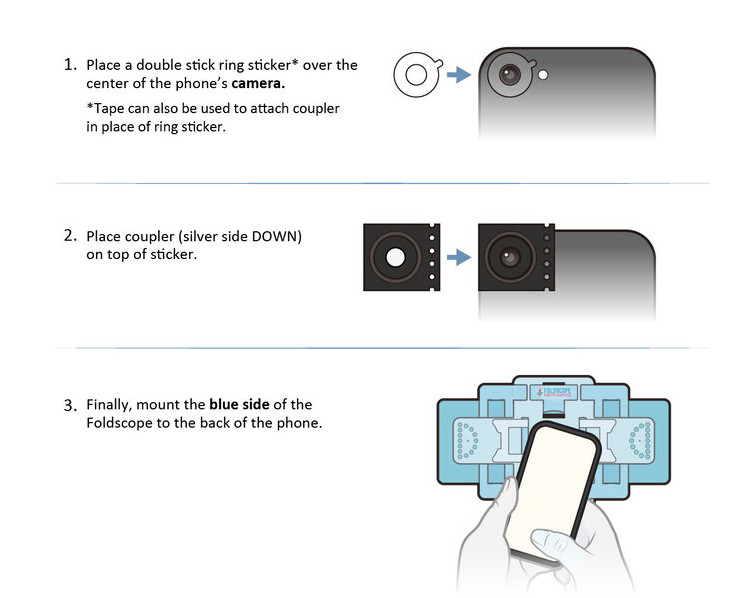 1. Place a double stick ring sticker* over the
center of the phone's camera.
*Tape can also be used to attach coupler
in place of ring sticker.
2. Place coupler (silver side DOWN)
on top of sticker.
FOLDSCOPE
INSTRUMENTS
3. Finally, mount the blue side of the
Foldscope to the back of the phone.